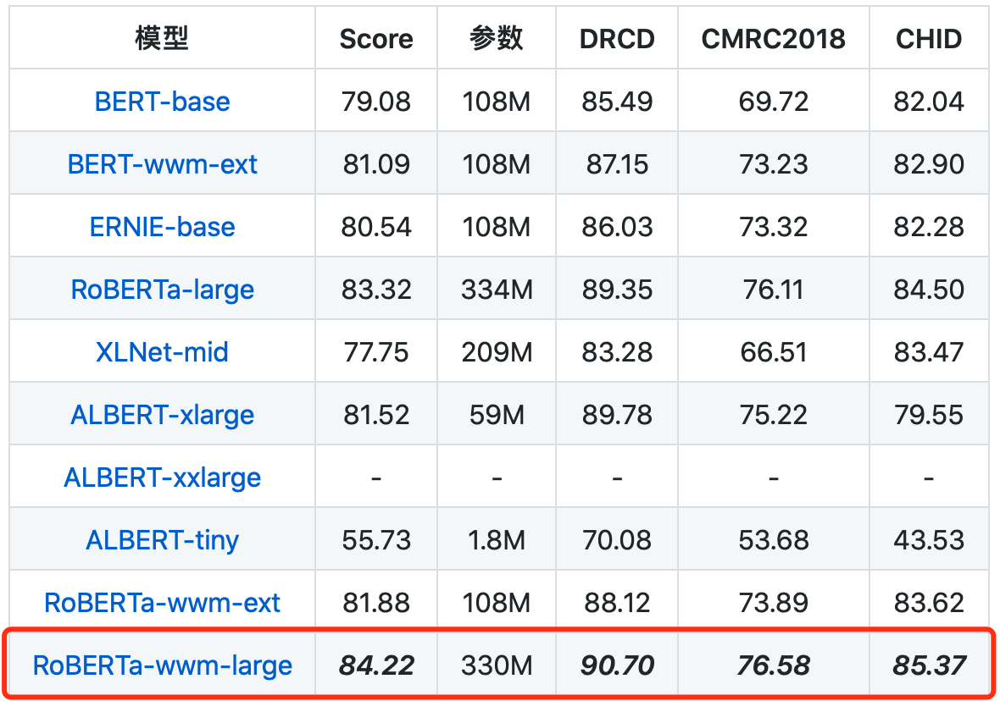 模型 Score 参数 DRCD CMRC2018 CHID
BERT-base 79.08 108M 85.49 69.72 82.04
BERT-wwm-ext 81.09 108M 87.15 73.23 82.90
ERNIE-base 80.54 108M 86.03 73.32 82.28
RoBERTa-large 83.32 334M 89.35 76.11 84.50
XLNet-mid 77.75 209M 83.28 66.51 83.47
ALBERT-xlarge 81.52 59M 89.78 75.22 79.55
ALBERT-xxlarge - - - - -
ALBERT-tiny 55.73 1.8M 70.08 53.68 43.53
RoBERTa-wwm-ext 81.88 108M 88.12 73.89 83.62
RoBERTa-wwm-large 84.22 330M 90.70 76.58 85.37